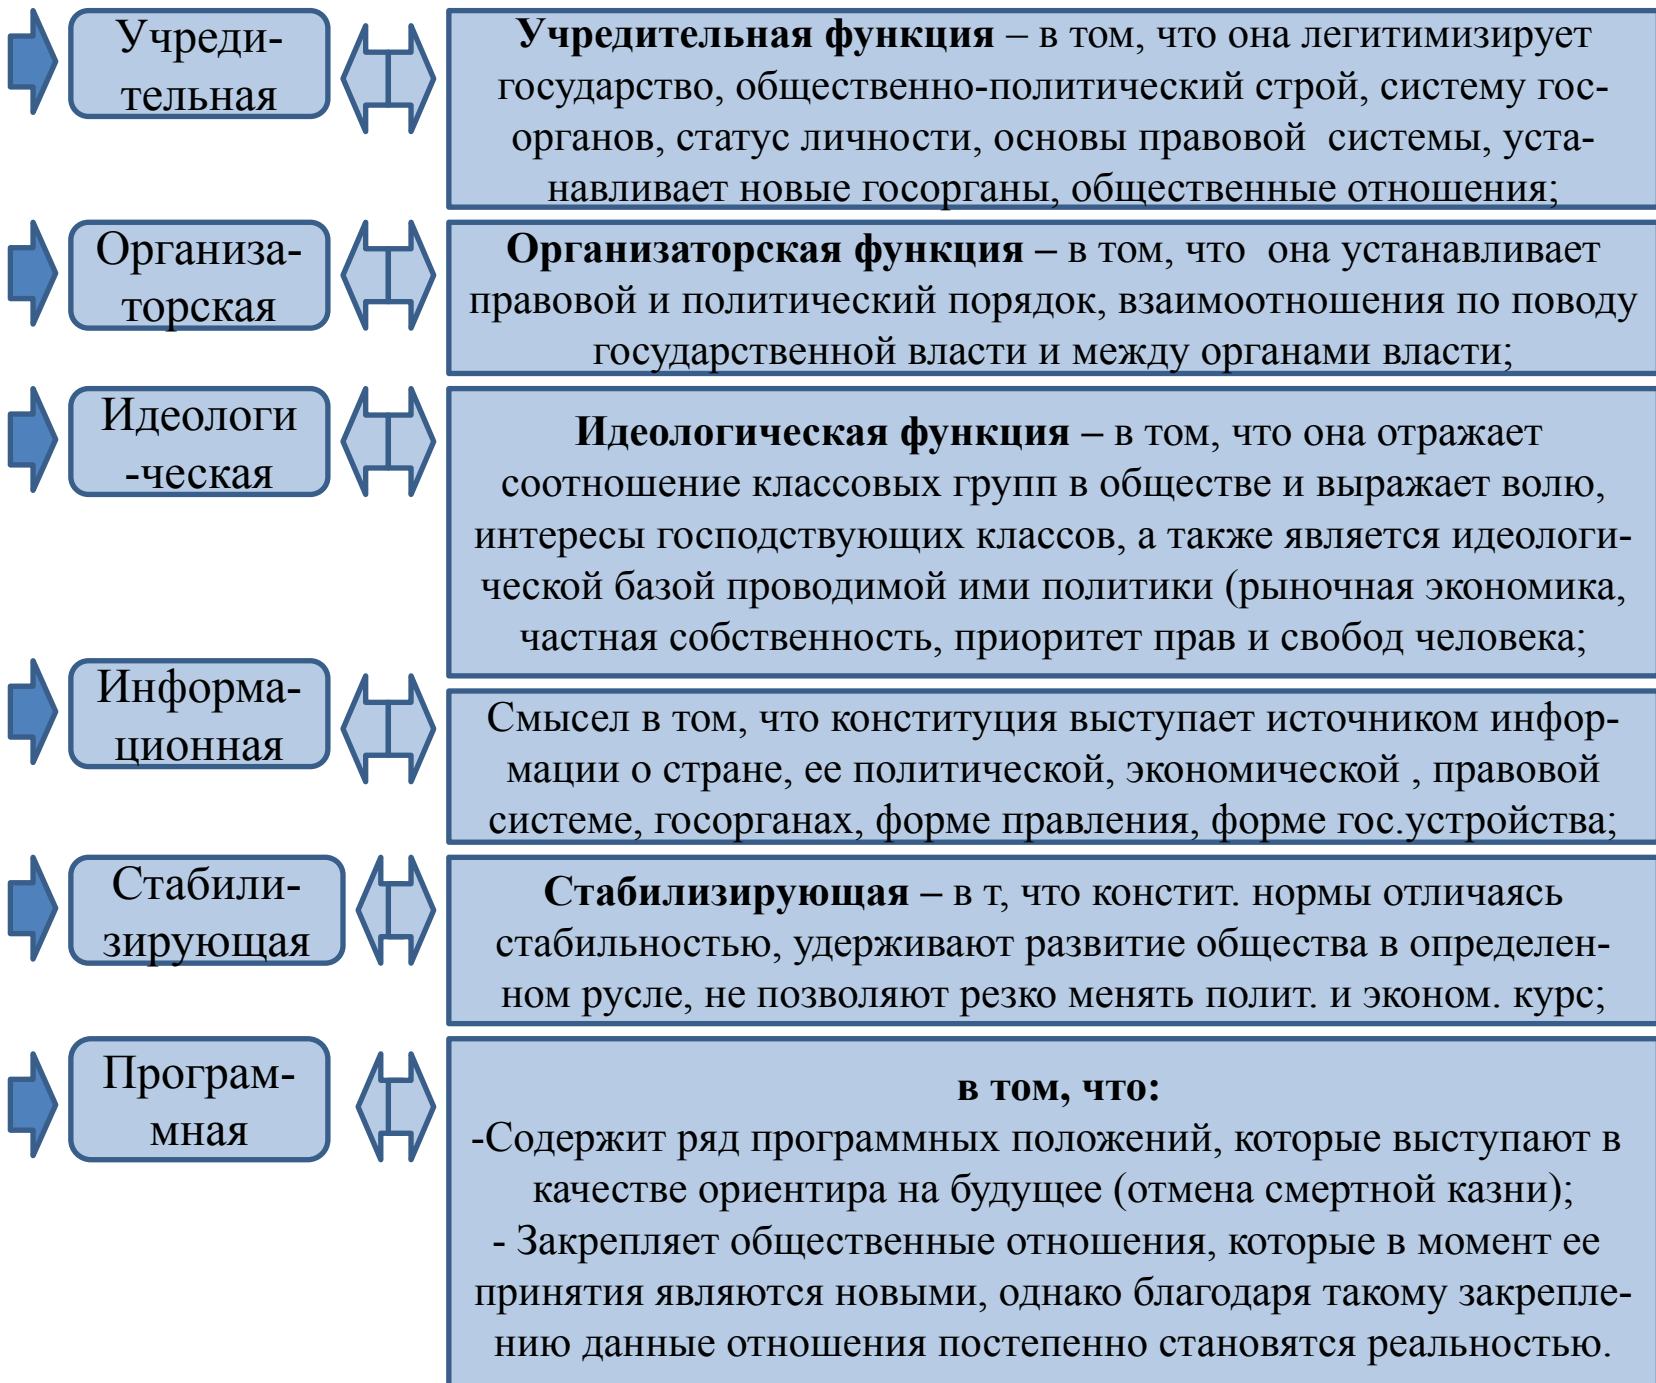 Учреди-
тельная
Учредительная функция – в том, что она легитимизирует
государство, общественно-политический строй, систему гос-
органов, статус личности, основы правовой системы, уста-
навливает новые госорганы, общественные отношения;
Организа-
торская
Организаторская функция – в том, что она устанавливает
правовой и политический порядок, взаимоотношения по поводу
государственной власти и между органами власти;
Идеологи
-ческая
Идеологическая функция – в том, что она отражает
соотношение классовых групп в обществе и выражает волю,
интересы господствующих классов, а также является идеологи-
ческой базой проводимой ими политики (рыночная экономика,
частная собственность, приоритет прав и свобод человека;
Информа-
ционная
Смысел в том, что конституция выступает источником инфор-
мации о стране, ее политической, экономической , правовой
системе, госорганах, форме правления, форме гос.устройства;
Стабили-
зирующая
Стабилизирующая – в т, что констит. нормы отличаясь
стабильностью, удерживают развитие общества в определен-
ном русле, не позволяют резко менять полит. и эконом. курс;
Програм-
мная
в том, что:
-Содержит ряд программных положений, которые выступают в
качестве ориентира на будущее (отмена смертной казни);
- Закрепляет общественные отношения, которые в момент ее
принятия являются новыми, однако благодаря такому закрепле-
нию данные отношения постепенно становятся реальностью.